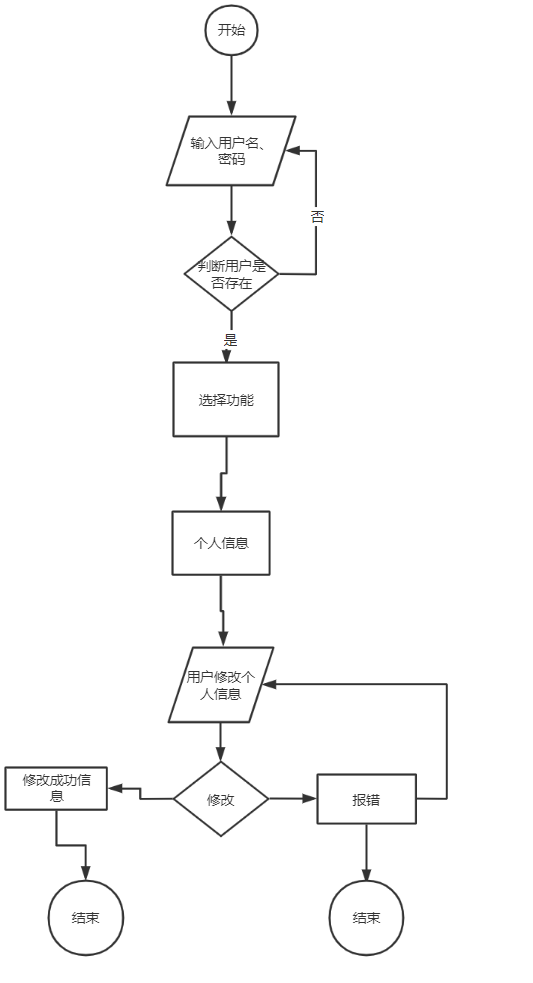 开始
输入用户名、
密码
否
判断用户是
否存在
是
选择功能
个人信息
用户修改个
人信息
修改成功信
息
修改
报错
结束
结束